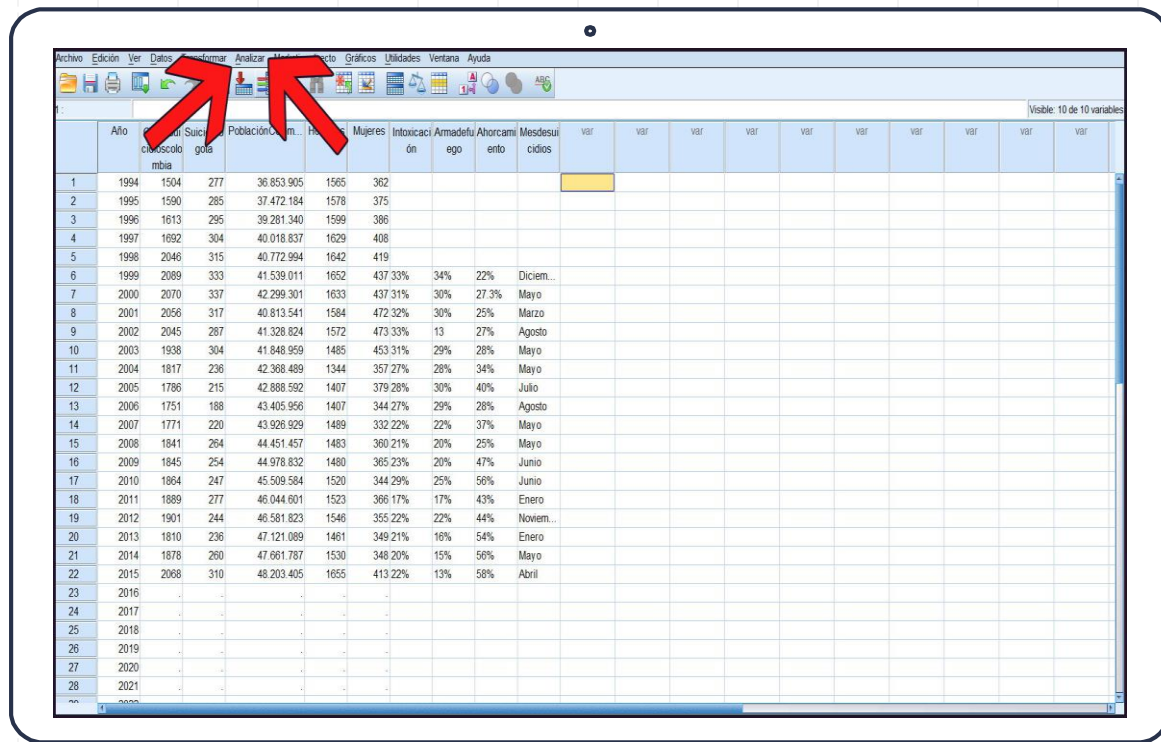 Archivo Edición Ver Datos Transformar Analizar Gráficos Utilidades Ventana Ayuda
1 :
Visible: 10 de 10 variables
Año Mujeres Intoxicaci Armadefu Ahorcami Mesdesui var var var var var var var var var
ón ego ento cidios
mbia
1 1994 1504 277 36.853.905 1565 362
2 1995 1590 285 37.472.184 1578 375
3 1996 1613 295 39.281.340 1599 386
4 1997 1692 304 40.018.837 1629 408
5 1998 2046 315 40.772.994 1642 419
6 1999 2089 333 41.539.011 1652 437 33% 34% 22% Diciem...
7 2000 2070 337 42.299.301 1633 437 31% 30% 27.3% Mayo
8 2001 2056 317 40.813.541 1584 472 32% 30% 25% Marzo
9 2002 2045 287 41.328.824 1572 473 33% 13 27% Agosto
10 2003 1938 304 41.848.959 1485 453 31% 29% 28% Mayo
11 2004 1817 236 42.368.489 1344 357 27% 28% 34% Mayo
12 2005 1786 215 42.888.592 1407 379 28% 30% 40% Julio
13 2006 1751 188 43.405.956 1407 344 27% 29% 28% Agosto
14 2007 1771 220 43.926.929 1489 332 22% 22% 37% Mayo
15 2008 1841 264 44.451.457 1483 360 21% 20% 25% Mayo
16 2009 1845 254 44.978.832 1480 365 23% 20% 47% Junio
17 2010 1864 247 45.509.584 1520 344 29% 25% 56% Junio
18 2011 1889 277 46.044.601 1523 366 17% 17% 43% Enero
19 2012 1901 244 46.581.823 1546 355 22% 22% 44% Noviem...
20 2013 1810 236 47.121.089 1461 349 21% 16% 54% Enero
21 2014 1878 260 47.661.787 1530 348 20% 15% 56% Mayo
22 2015 2068 310 48.203.405 1655 413 22% 13% 58% Abril
23 2016 . . . . .
24 2017 . . . . .
25 2018 . . . . .
26 2019 . . . . .
27 2020 . . . . .
28 2021 . . . . .